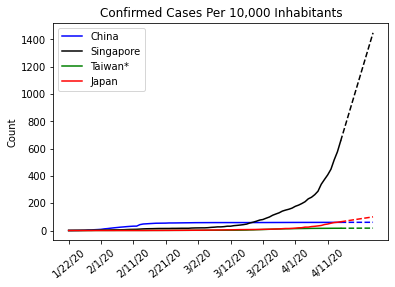 Confirmed Cases Per 10,000 Inhabitants
1400
1200
1000
800
600
400
200
0
Count
China
Singapore
Taiwan*
Japan
1/22/20
2/1/20
2/11/20
2/21/20
3/2/20
3/12/20
3/22/20
4/1/20
4/11/20